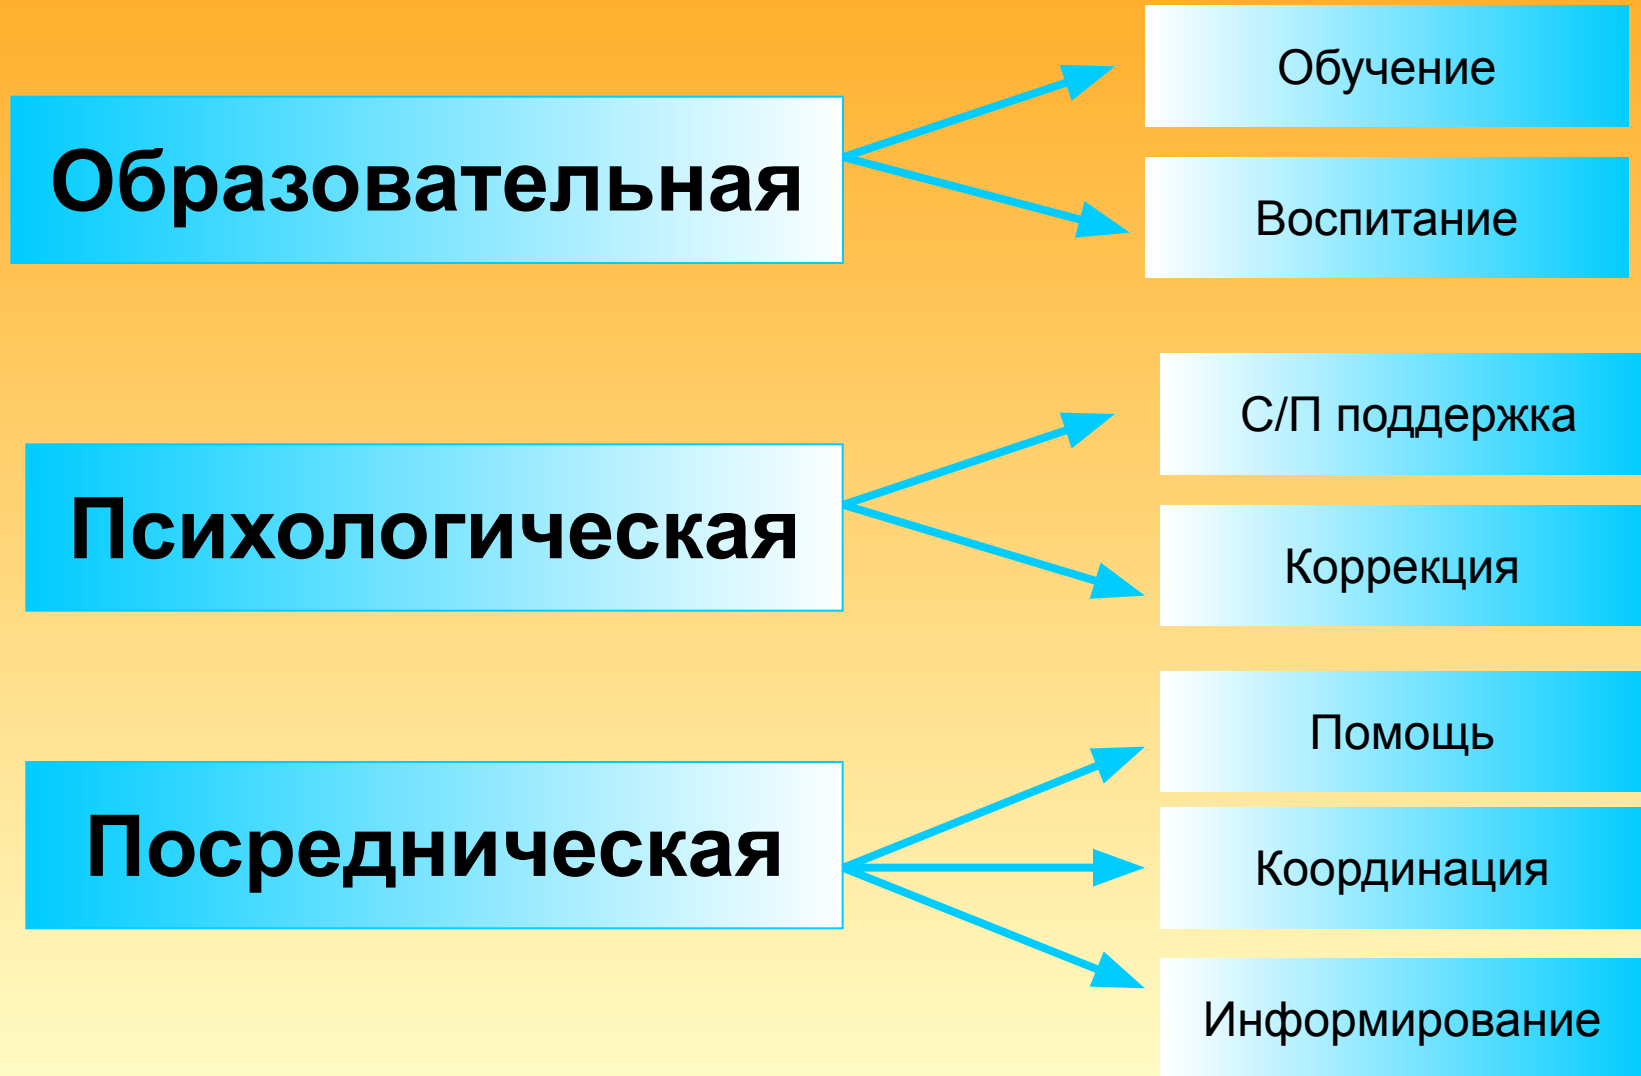 Образовательная
Обучение
Воспитание
Психологическая
С/П поддержка
Коррекция
Посредническая
Помощь
Координация
Информирование